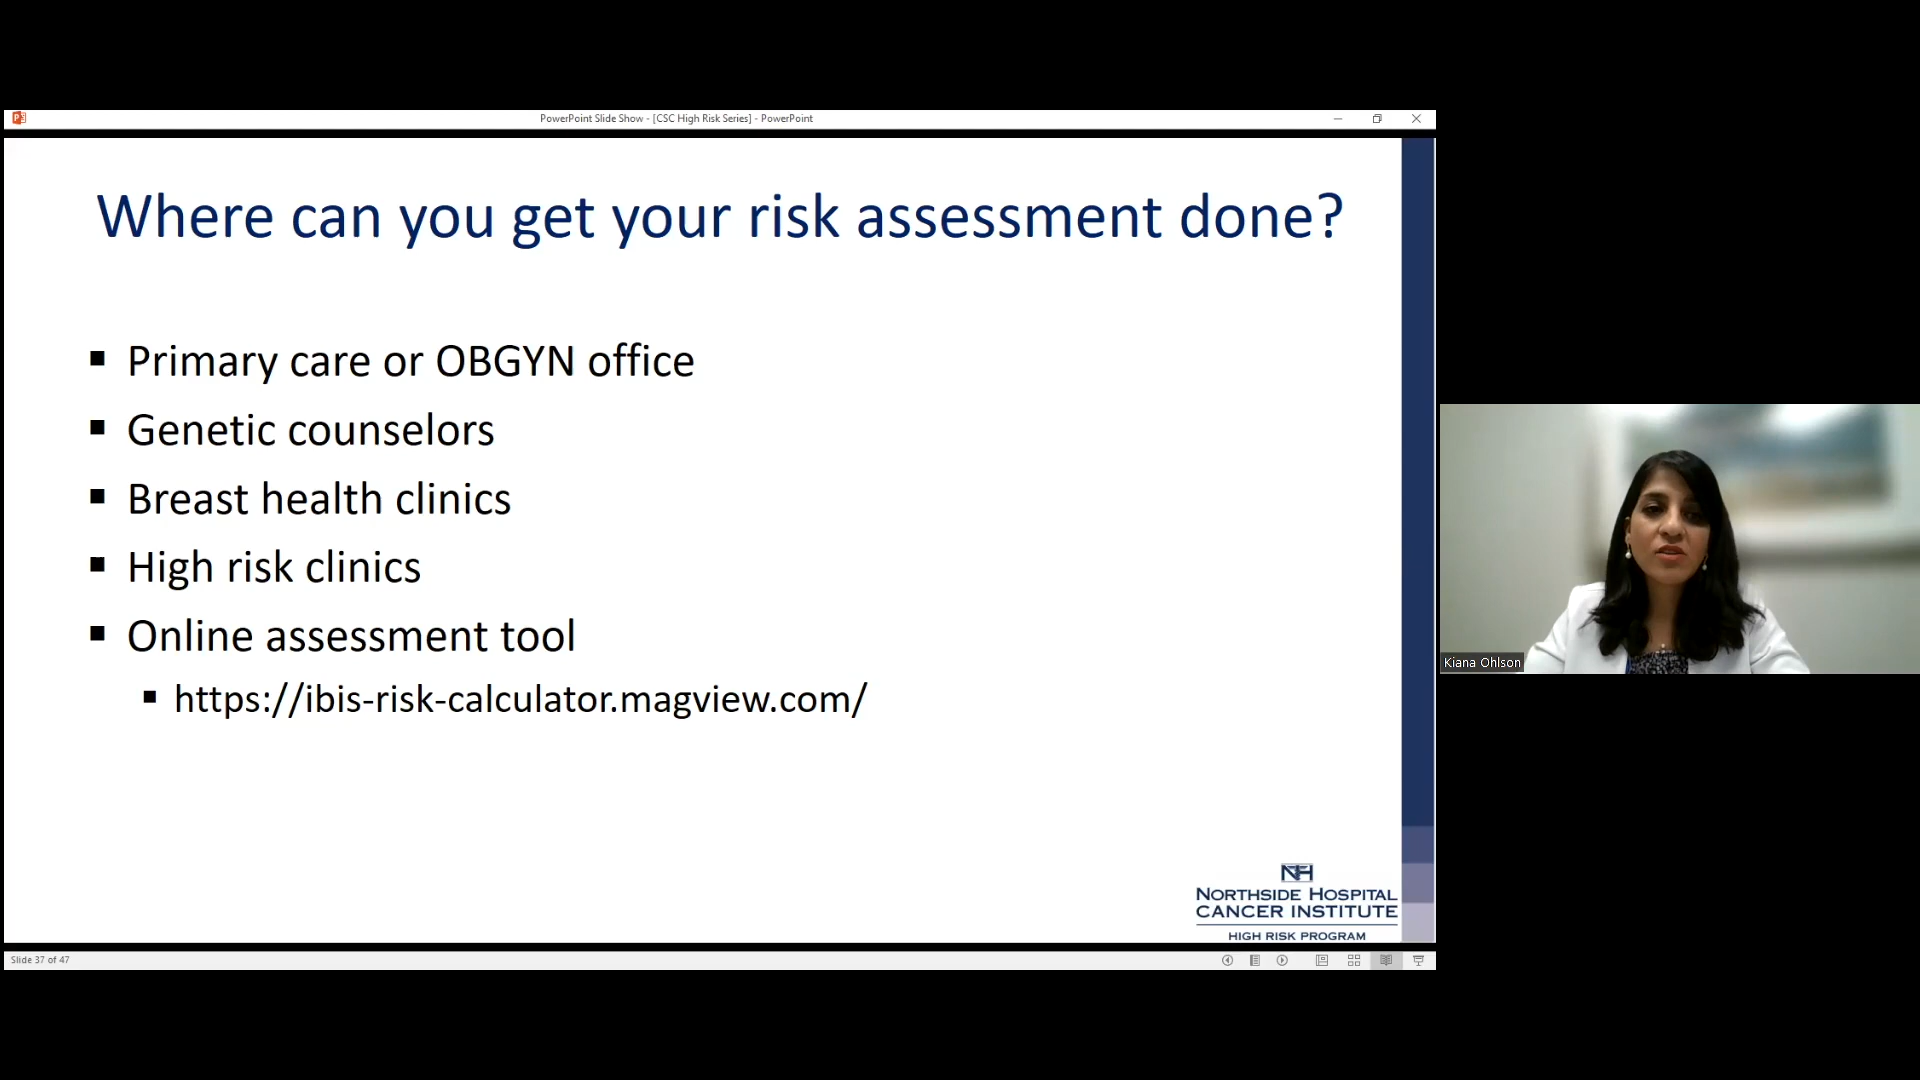 PowerPoint Slide Show - [CSC High Risk Series] - PowerPoint
Where can you get your risk assessment done?
Primary care or OBGYN office
Genetic counselors
Breast health clinics
High risk clinics
Online assessment tool
https://ibis-risk-calculator.magview.com/
NH
NORTHSIDE HOSPITAL
CANCER INSTITUTE
HIGH RISK PROGRAM
Slide 37 of 47
Kiana Ohlson